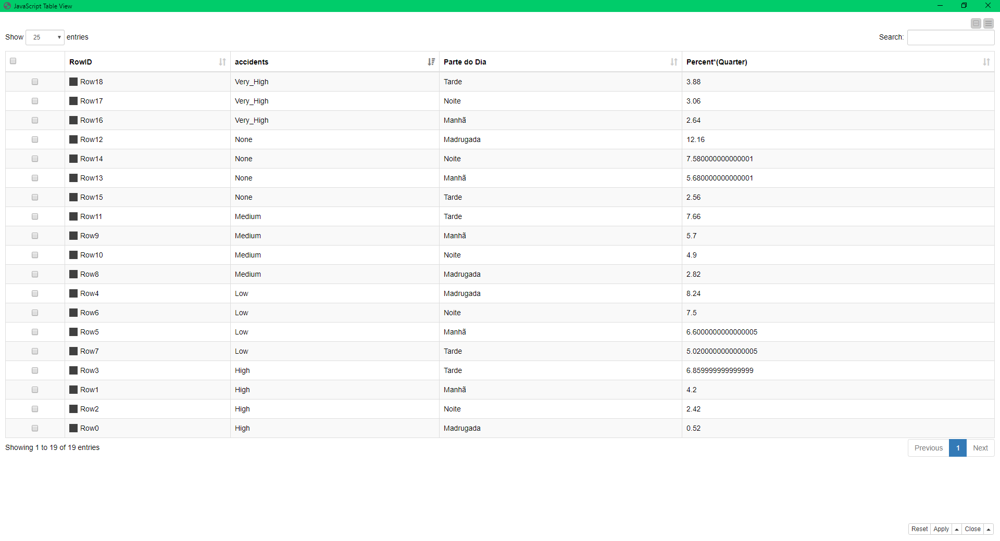 JavaScript Table View
Show 25 entries Search:
RowID accidents Parte do Dia Percent*(Quarter)
Row18 Very_High Tarde 3.88
Row17 Very_High Noite 3.06
Row16 Very_High Manhã 2.64
Row12 None Madrugada 12.16
Row14 None Noite 7.580000000000001
Row13 None Manhã 5.680000000000001
Row15 None Tarde 2.56
Row11 Medium Tarde 7.66
Row9 Medium Manhã 5.7
Row10 Medium Noite 4.9
Row8 Medium Madrugada 2.82
Row4 Low Madrugada 8.24
Row6 Low Noite 7.5
Row5 Low Manhã 6.6000000000000005
Row7 Low Tarde 5.0200000000000005
Row3 High Tarde 6.859999999999999
Row1 High Manhã 4.2
Row2 High Noite 2.42
Row0 High Madrugada 0.52
Showing 1 to 19 of 19 entries Previous 1 Next
Reset Apply Close